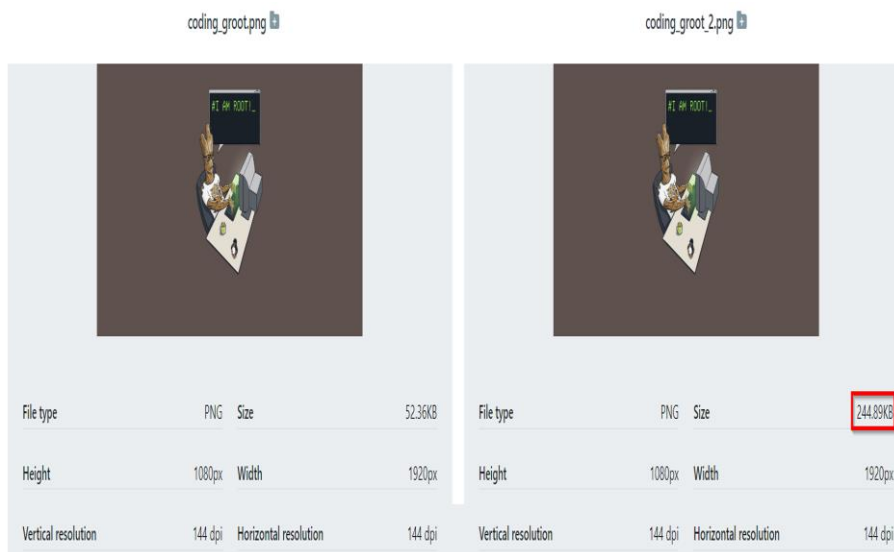 coding_groot.png
#I AM ROOT!_
File type PNG Size 52.36KB
Height 1080px Width 1920px
Vertical resolution 144 dpi Horizontal resolution 144 dpi
coding_groot_2.png
#I AM ROOT!_
File type PNG Size 244.89KB
Height 1080px Width 1920px
Vertical resolution 144 dpi Horizontal resolution 144 dpi